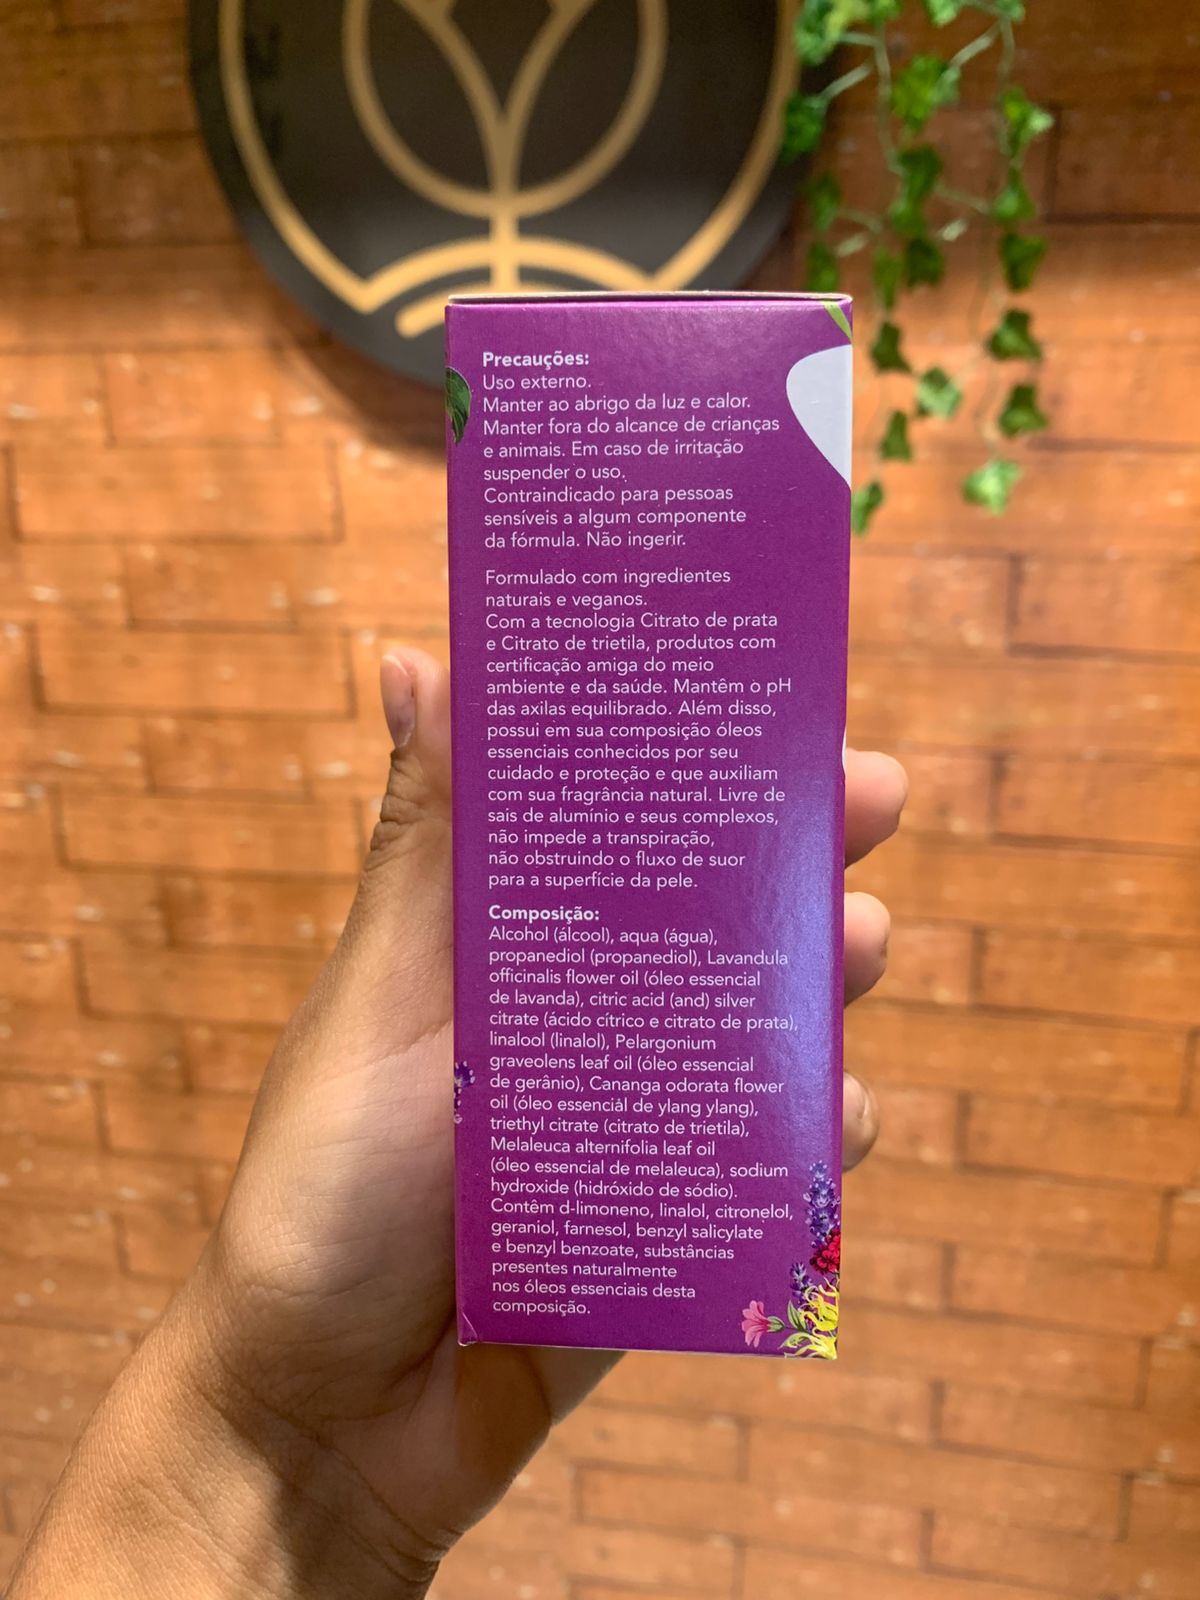 Precauções:
Uso externo.
Manter ao abrigo da luz e calor.
Manter fora do alcance de crianças
e animais. Em caso de irritação
suspender o uso.
Contraindicado para pessoas
sensíveis a algum componente
da fórmula. Não ingerir.
Formulado com ingredientes
naturais e veganos.
Com a tecnologia Citrato de prata
e Citrato de trietila, produtos com
certificação amiga do meio
ambiente e da saúde. Mantêm o pH
das axilas equilibrado. Além disso,
possui em sua composição óleos
essenciais conhecidos por seu
cuidado e proteção e que auxiliam
com sua fragrância natural. Livre de
sais de alumínio e seus complexos,
não impede a transpiração,
não obstruindo o fluxo de suor
para a superfície da pele.
Composição:
Alcohol (álcool), aqua (água),
propanediol (propanediol), Lavandula
officinalis flower oil (óleo essencial
de lavanda), citric acid (and) silver
citrate (ácido cítrico e citrato de prata),
linalool (linalol), Pelargonium
graveolens leaf oil (óleo essencial
de gerânio), Cananga odorata flower
oil (óleo essencial de ylang ylang),
triethyl citrate (citrato de trietila),
Melaleuca alternifolia leaf oil
(óleo essencial de melaleuca), sodium
hydroxide (hidróxido de sódio).
Contêm d-limoneno, linalol, citronelol,
geraniol, farnesol, benzyl salicylate
e benzyl benzoate, substâncias
presentes naturalmente
nos óleos essenciais desta
composição.